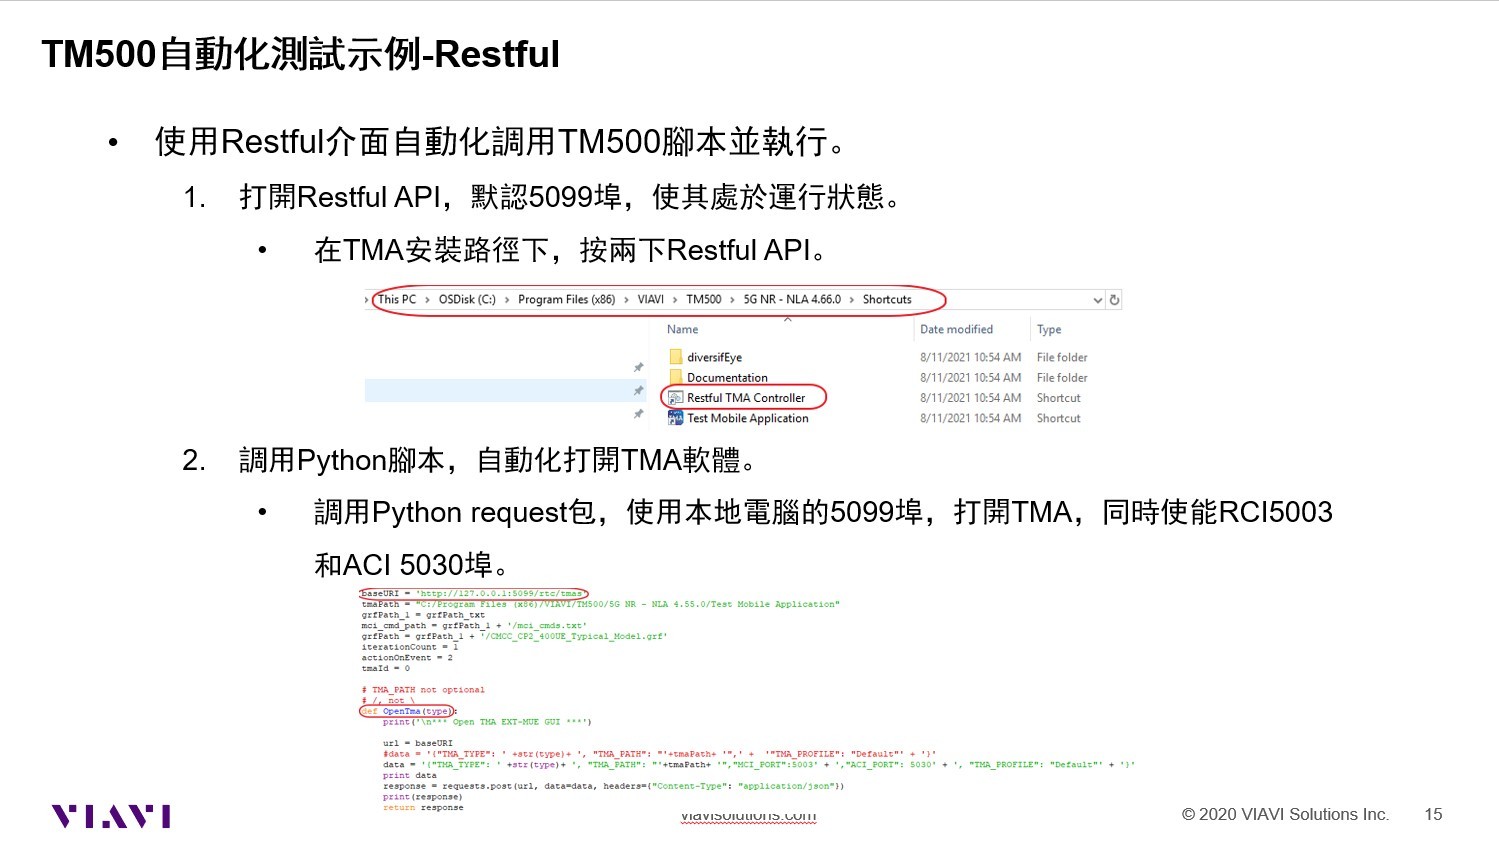 TM500自動化測試示例-Restful
• 使用Restful介面自動化調用TM500腳本並執行。
1. 打開Restful API，默認5099埠，使其處於運行狀態。
• 在TMA安裝路徑下，按兩下Restful API。
This PC › OSDisk (C:) › Program Files (x86) › VIAVI › TM500 › 5G NR - NLA 4.66.0 › Shortcuts
Name Date modified Type
diversifEye 8/11/2021 10:54 AM File folder
Documentation 8/11/2021 10:54 AM File folder
Restful TMA Controller 8/11/2021 10:54 AM Shortcut
Test Mobile Application 8/11/2021 10:54 AM Shortcut
2. 調用Python腳本，自動化打開TMA軟體。
• 調用Python request包，使用本地電腦的5099埠，打開TMA，同時使能RCI5003
和ACI 5030埠。
baseURI = 'http://127.0.0.1:5099/rtc/tmas'
tmaPath = "C:/Program Files (x86)/VIAVI/TM500/5G NR - NLA 4.55.0/Test Mobile Application"
grfPath_1 = grfPath_txt
mci_cmd_path = grfPath_1 + '/mci_cmds.txt'
grfPath = grfPath_1 + '/CMCC_CP2_400UE_Typical_Model.grf'
iterationCount = 1
actionOnEvent = 2
tmaId = 0
# TMA_PATH not optional
# /, not \
def OpenTma(type):
print('\n*** Open TMA EXT-MUE GUI ***')
url = baseURI
#data = '{"TMA_TYPE": ' +str(type)+ ', "TMA_PATH": "'+tmaPath+ '",' + '"TMA_PROFILE": "Default"' + '}'
data = '{"TMA_TYPE": ' +str(type)+ ', "TMA_PATH": "'+tmaPath+ '","MCI_PORT":5003' + ',"ACI_PORT": 5030' + ', "TMA_PROFILE": "Default"' + '}'
print data
response = requests.post(url, data=data, headers={"Content-Type": "application/json"})
print(response)
return response
VIAVI viavisolutions.com © 2020 VIAVI Solutions Inc. 15